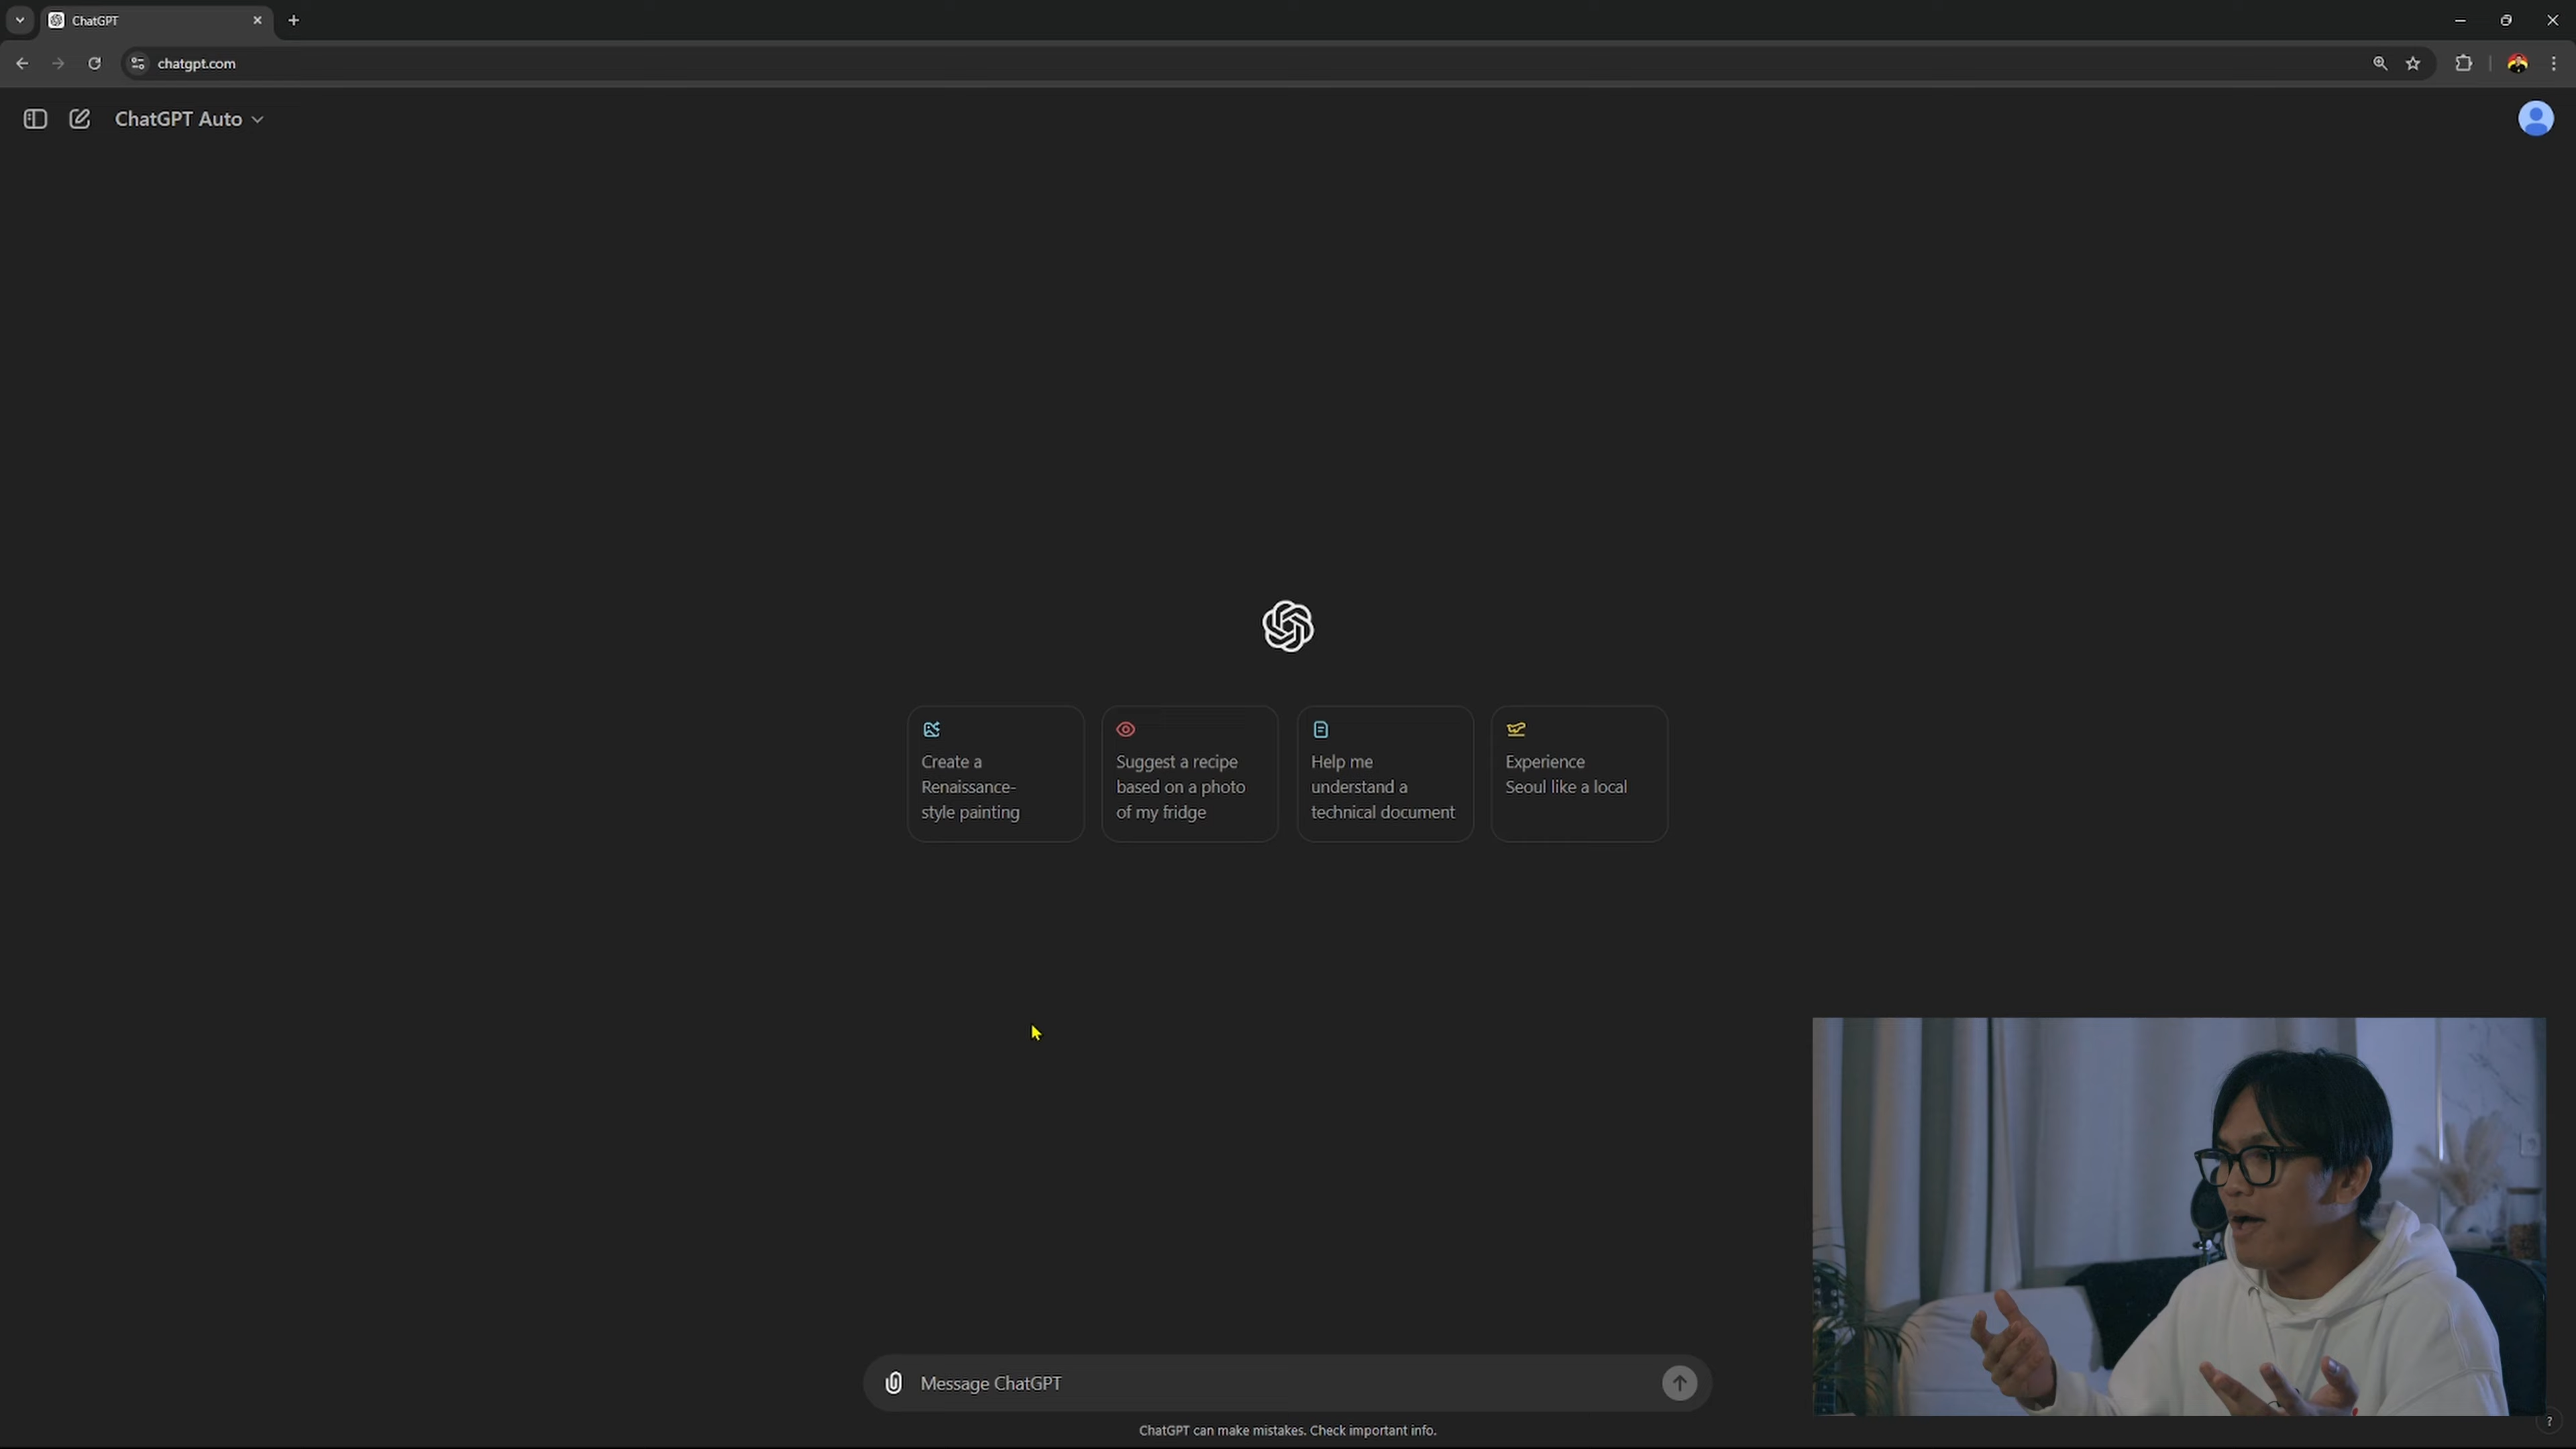 ChatGPT
chatgpt.com
ChatGPT Auto
Create a
Renaissance-
style painting
Suggest a recipe
based on a photo
of my fridge
Help me
understand a
technical document
Experience
Seoul like a local
Message ChatGPT
ChatGPT can make mistakes. Check important info.
?